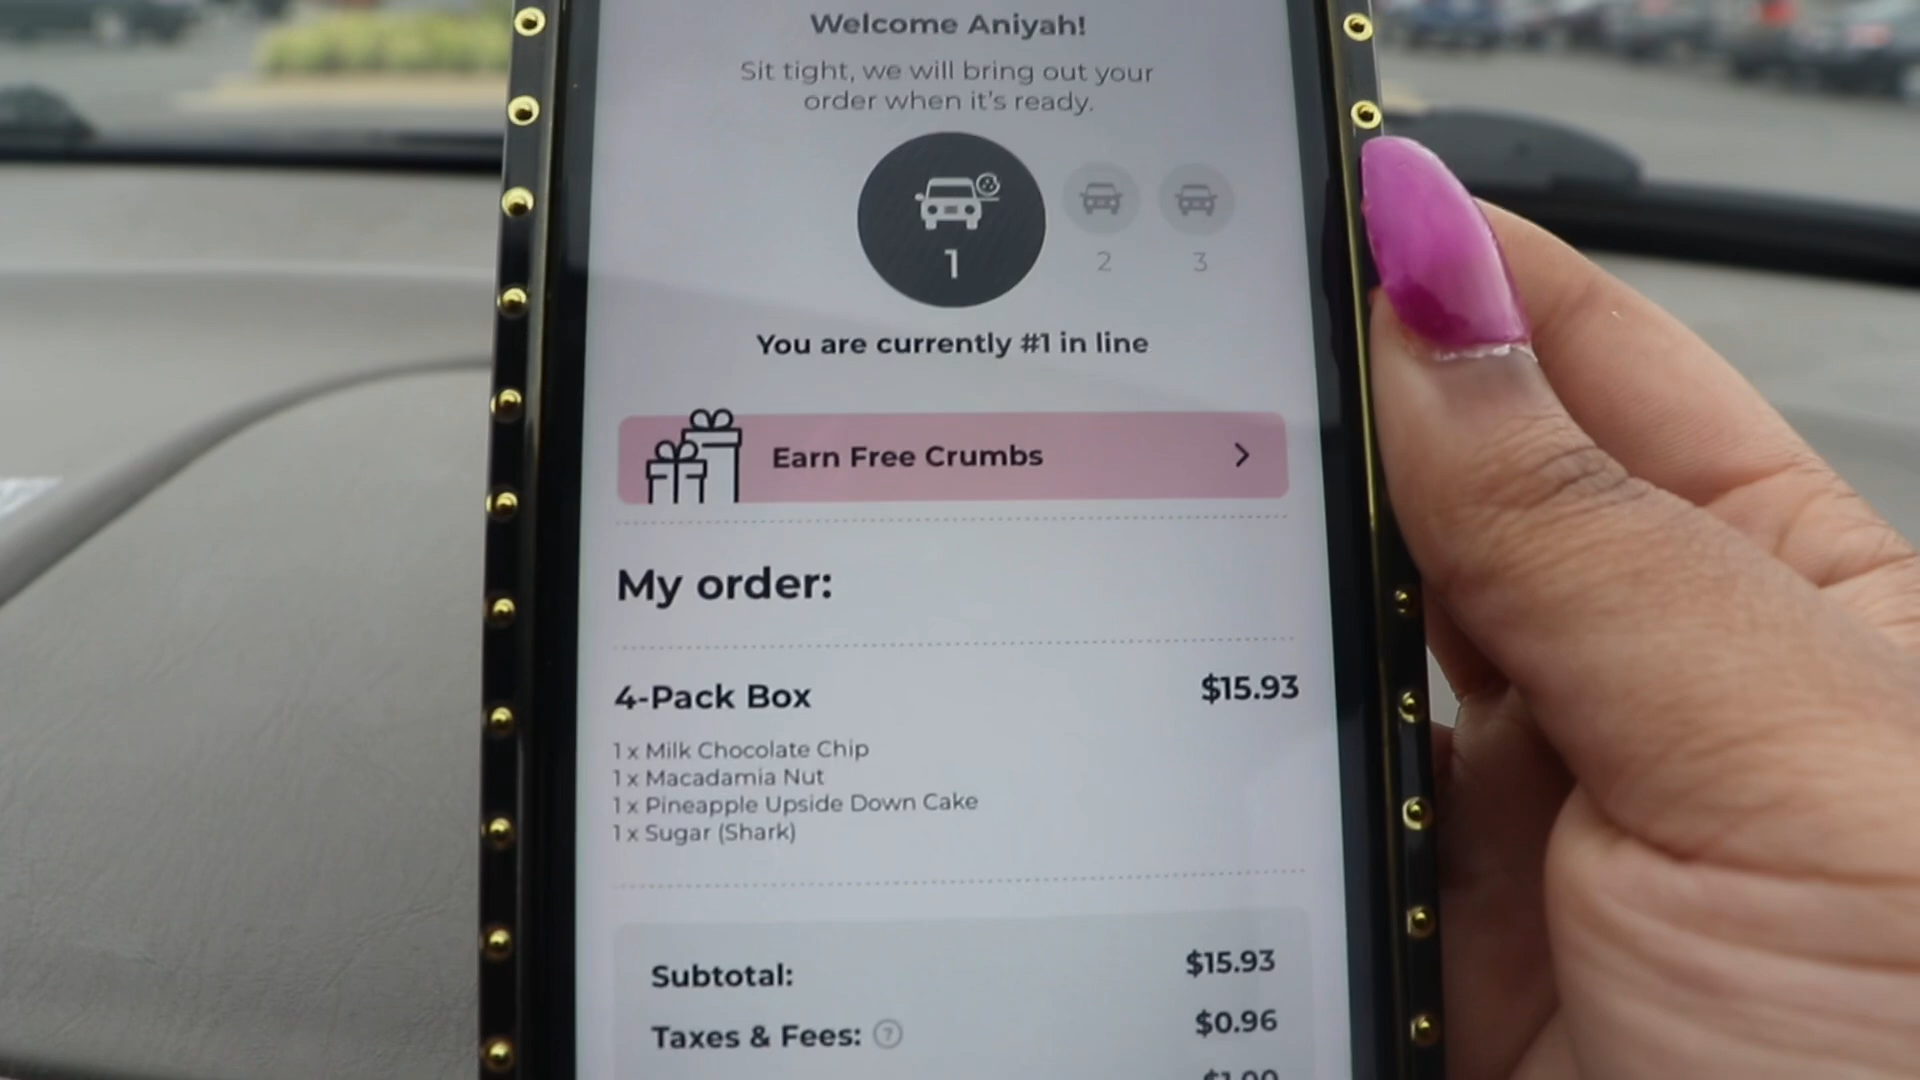 Welcome Aniyah!
Sit tight, we will bring out your
order when it's ready.
1
2
3
You are currently #1 in line
Earn Free Crumbs
My order:
4-Pack Box $15.93
1 x Milk Chocolate Chip
1 x Macadamia Nut
1 x Pineapple Upside Down Cake
1 x Sugar (Shark)
Subtotal: $15.93
Taxes & Fees: ? $0.96